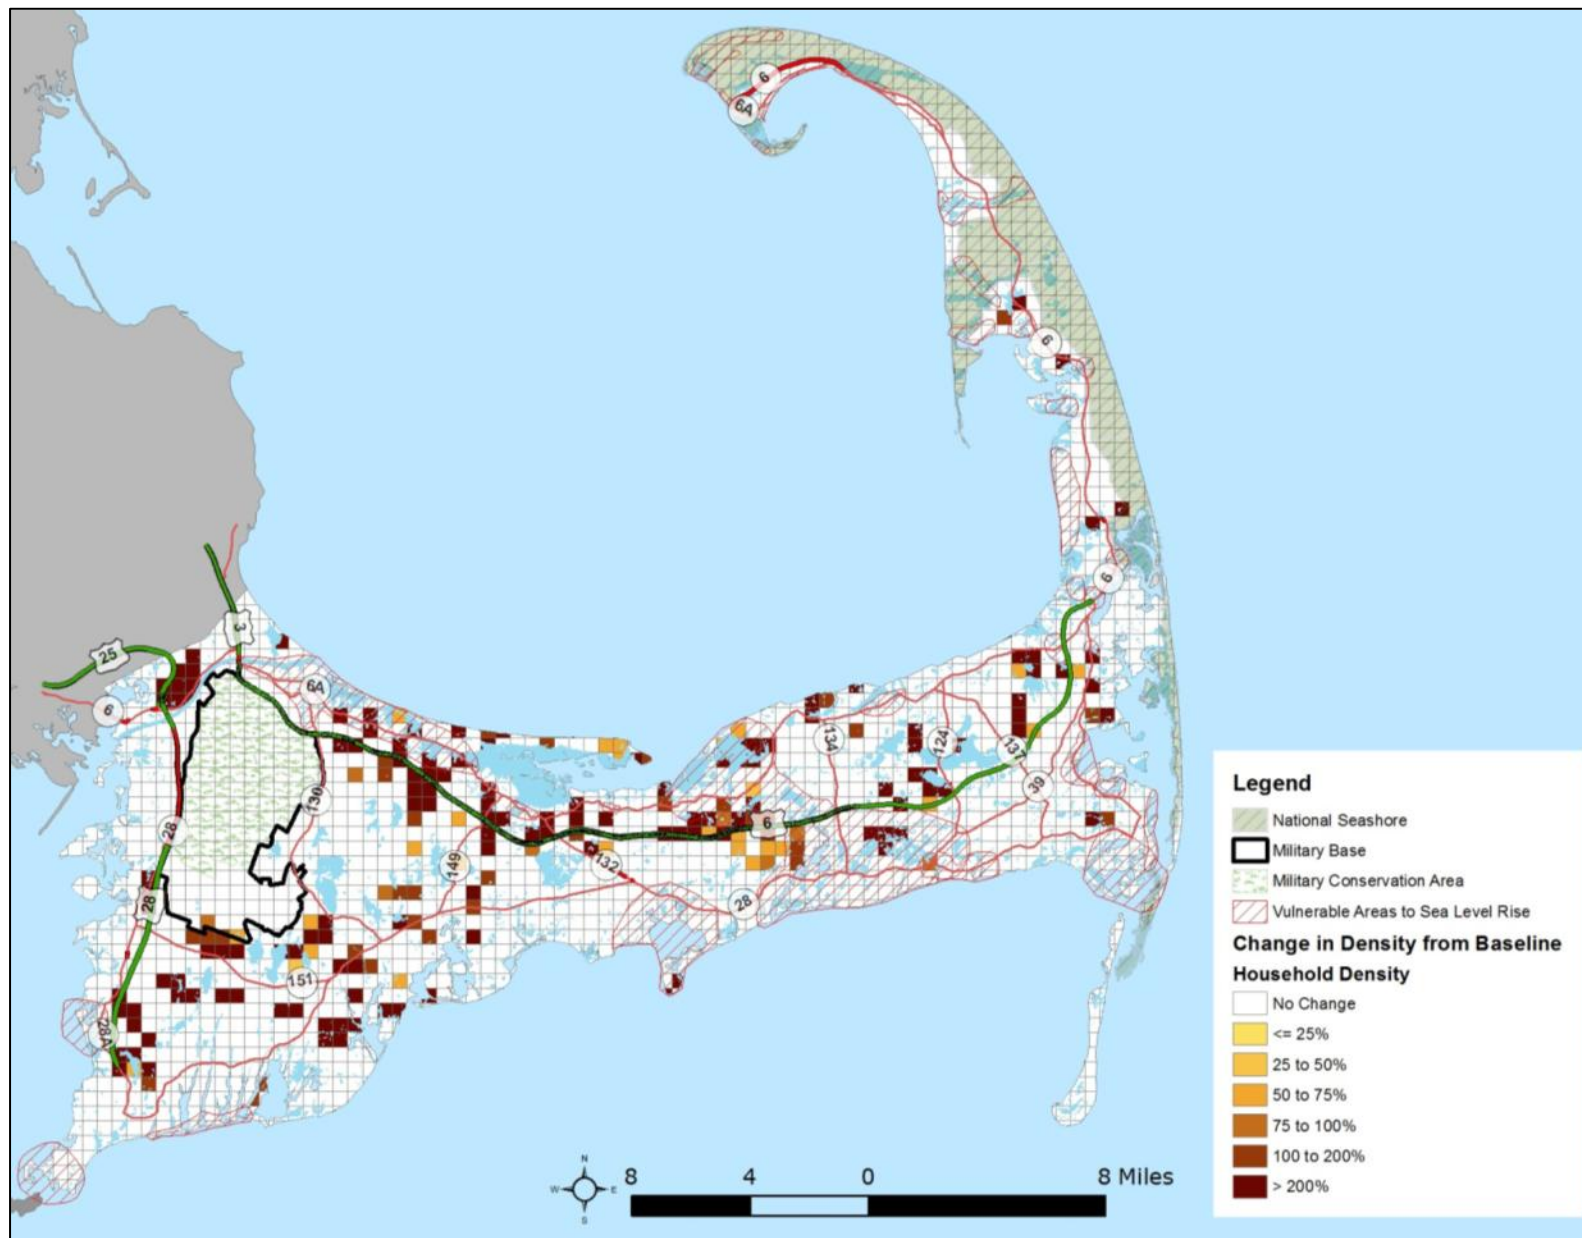 6
6A
6
6
3
25
6A
6
134
124
137
39
130
28
6
149
132
28
28
151
28A
N
W E
S
8 4 0 8 Miles
Legend
National Seashore
Military Base
Military Conservation Area
Vulnerable Areas to Sea Level Rise
Change in Density from Baseline
Household Density
No Change
<= 25%
25 to 50%
50 to 75%
75 to 100%
100 to 200%
> 200%